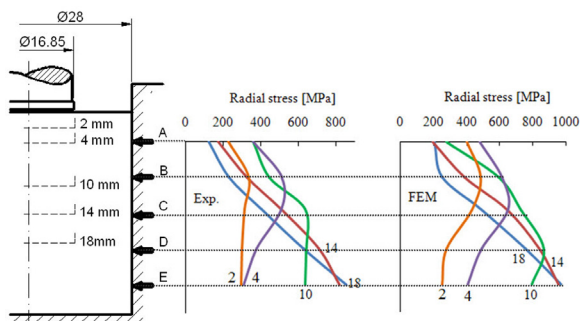 Ø28
Ø16.85
2 mm
4 mm
10 mm
14 mm
18mm
A
B
C
D
E
Radial stress [MPa]
0 200 400 600 800
Exp.
2
4
10
14
18
Radial stress [MPa]
0 200 400 600 800 1000
FEM
2
4
10
18
14